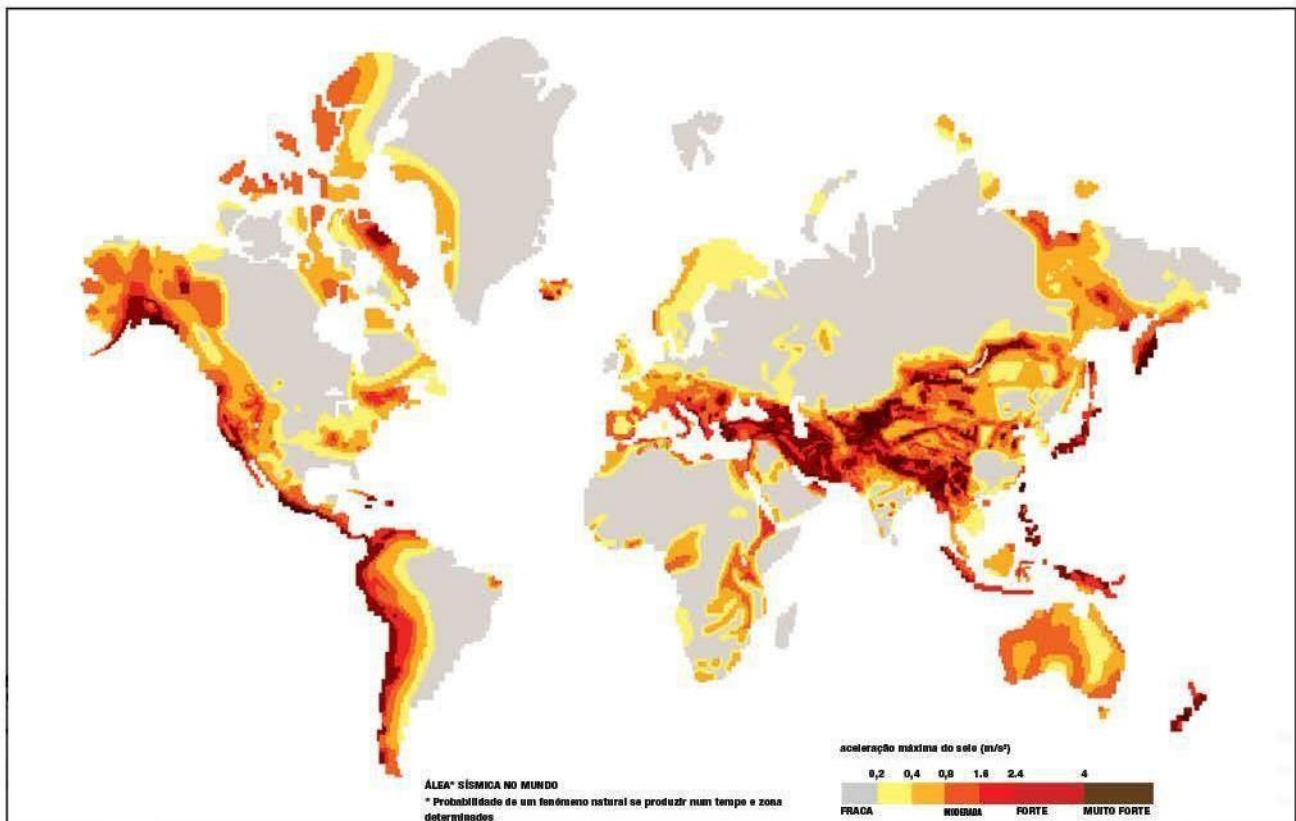 ÁLEA* SÍSMICA NO MUNDO
* Probabilidade de um fenómeno natural se produzir num tempo e zona
determinados
aceleração máxima do solo (m/s²)
0,2 0,4 0,8 1.6 2.4 4
FRACA MODERADA FORTE MUITO FORTE